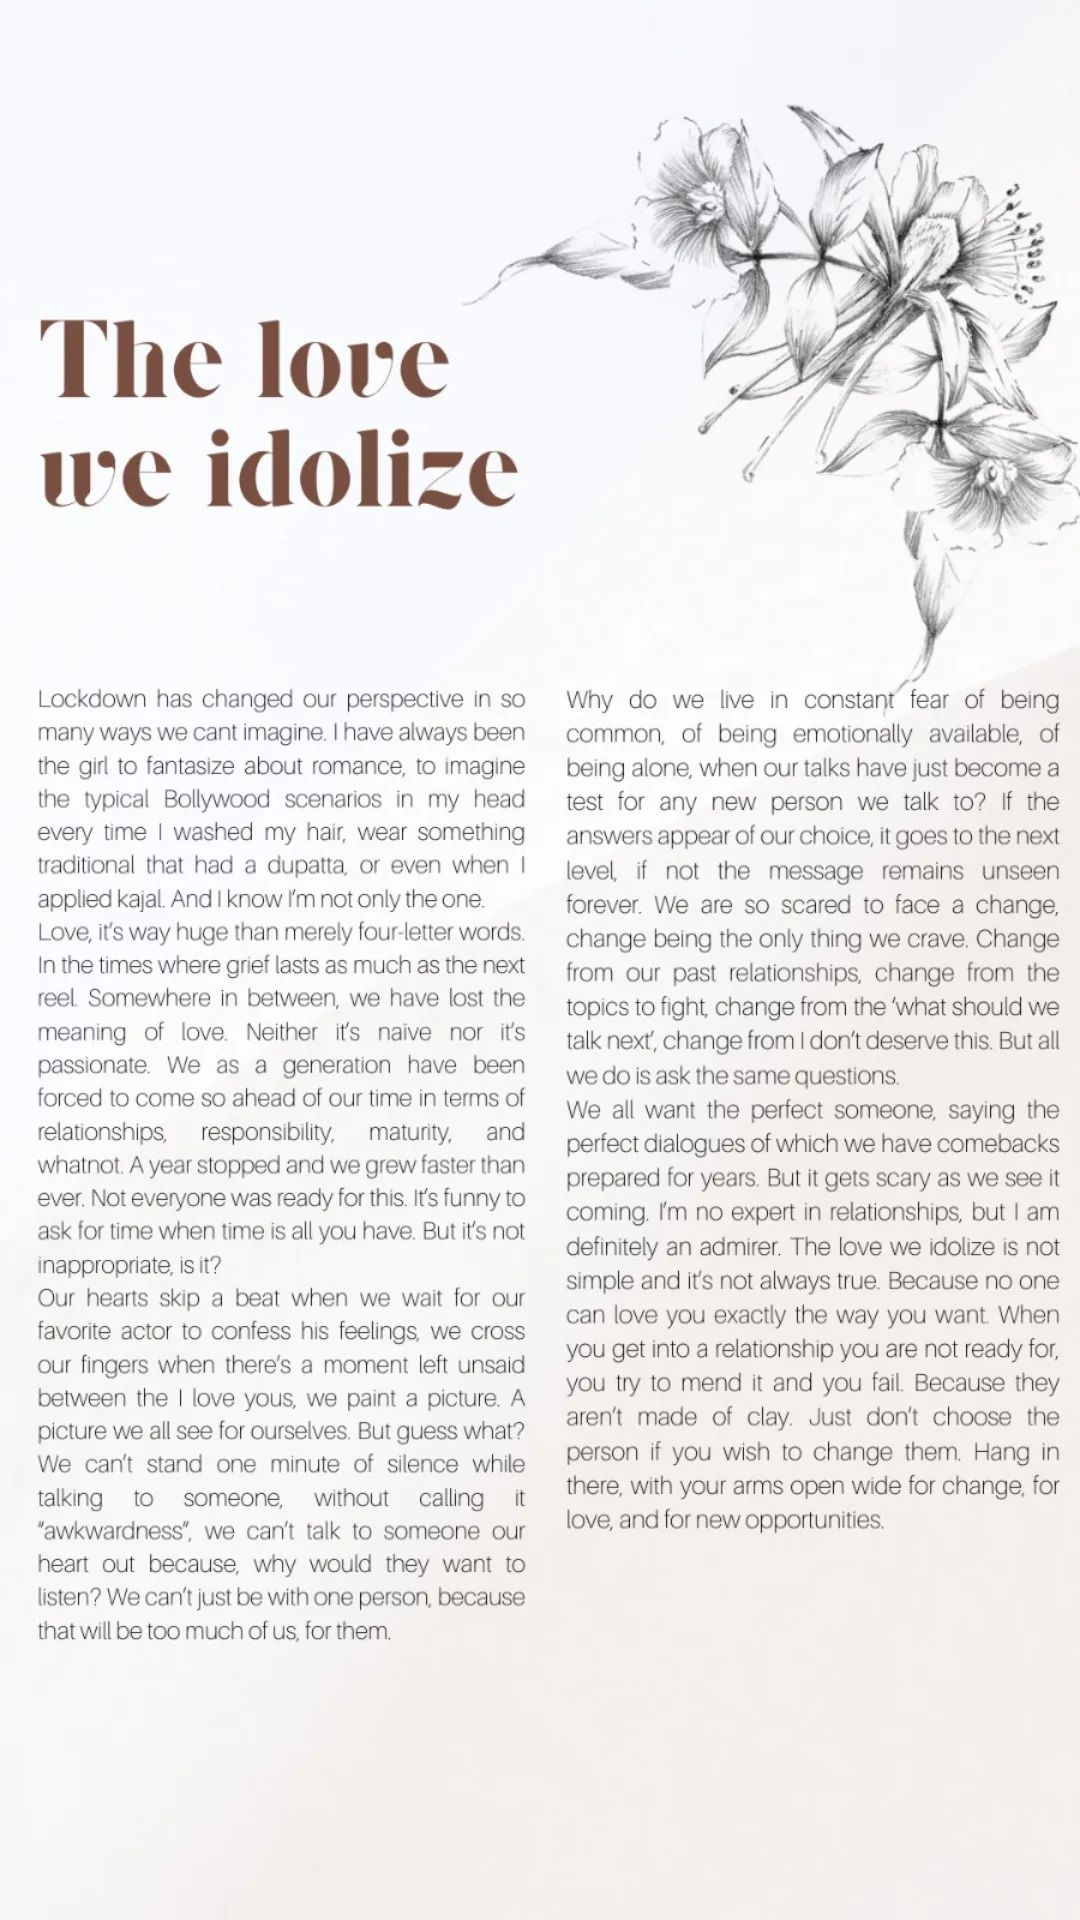 The love
we idolize
Lockdown has changed our perspective in so
many ways we cant imagine. I have always been
the girl to fantasize about romance, to imagine
the typical Bollywood scenarios in my head
every time I washed my hair, wear something
traditional that had a dupatta, or even when I
applied kajal. And I know I'm not only the one.
Love, it's way huge than merely four-letter words.
In the times where grief lasts as much as the next
reel. Somewhere in between, we have lost the
meaning of love. Neither it's naive nor it's
passionate. We as a generation have been
forced to come so ahead of our time in terms of
relationships, responsibility, maturity, and
whatnot. A year stopped and we grew faster than
ever. Not everyone was ready for this. It's funny to
ask for time when time is all you have. But it's not
inappropriate, is it?
Our hearts skip a beat when we wait for our
favorite actor to confess his feelings, we cross
our fingers when there's a moment left unsaid
between the I love yous, we paint a picture. A
picture we all see for ourselves. But guess what?
We can't stand one minute of silence while
talking to someone, without calling it
"awkwardness", we can't talk to someone our
heart out because, why would they want to
listen? We can't just be with one person, because
that will be too much of us, for them.
Why do we live in constant fear of being
common, of being emotionally available, of
being alone, when our talks have just become a
test for any new person we talk to? If the
answers appear of our choice, it goes to the next
level, if not the message remains unseen
forever. We are so scared to face a change,
change being the only thing we crave. Change
from our past relationships, change from the
topics to fight, change from the 'what should we
talk next', change from I don't deserve this. But all
we do is ask the same questions.
We all want the perfect someone, saying the
perfect dialogues of which we have comebacks
prepared for years. But it gets scary as we see it
coming. I'm no expert in relationships, but I am
definitely an admirer. The love we idolize is not
simple and it's not always true. Because no one
can love you exactly the way you want. When
you get into a relationship you are not ready for,
you try to mend it and you fail. Because they
aren't made of clay. Just don't choose the
person if you wish to change them. Hang in
there, with your arms open wide for change, for
love, and for new opportunities.